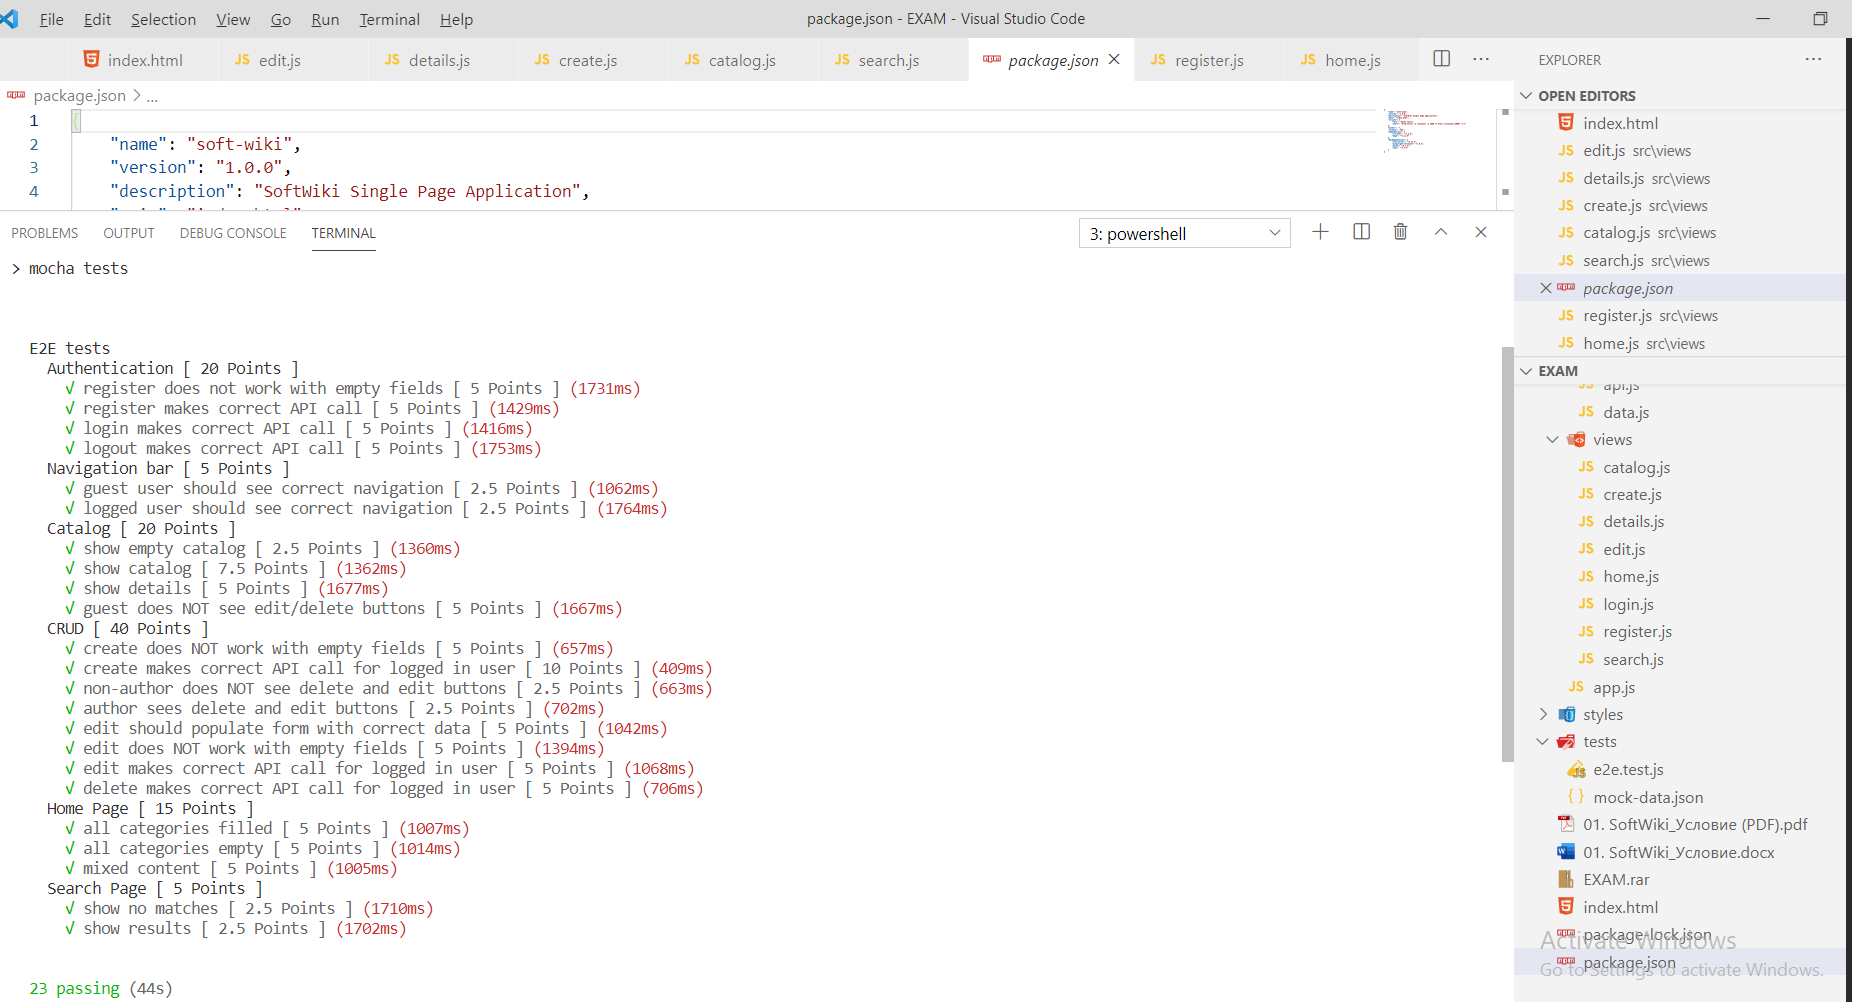 File Edit Selection View Go Run Terminal Help
package.json - EXAM - Visual Studio Code
index.html
JS edit.js
JS details.js
JS create.js
JS catalog.js
JS search.js
package.json
JS register.js
JS home.js
package.json > ...
1 {
2 "name": "soft-wiki",
3 "version": "1.0.0",
4 "description": "SoftWiki Single Page Application",
PROBLEMS OUTPUT DEBUG CONSOLE TERMINAL
3: powershell
> mocha tests
E2E tests
Authentication [ 20 Points ]
√ register does not work with empty fields [ 5 Points ] (1731ms)
√ register makes correct API call [ 5 Points ] (1429ms)
√ login makes correct API call [ 5 Points ] (1416ms)
√ logout makes correct API call [ 5 Points ] (1753ms)
Navigation bar [ 5 Points ]
√ guest user should see correct navigation [ 2.5 Points ] (1062ms)
√ logged user should see correct navigation [ 2.5 Points ] (1764ms)
Catalog [ 20 Points ]
√ show empty catalog [ 2.5 Points ] (1360ms)
√ show catalog [ 7.5 Points ] (1362ms)
√ show details [ 5 Points ] (1677ms)
√ guest does NOT see edit/delete buttons [ 5 Points ] (1667ms)
CRUD [ 40 Points ]
√ create does NOT work with empty fields [ 5 Points ] (657ms)
√ create makes correct API call for logged in user [ 10 Points ] (409ms)
√ non-author does NOT see delete and edit buttons [ 2.5 Points ] (663ms)
√ author sees delete and edit buttons [ 2.5 Points ] (702ms)
√ edit should populate form with correct data [ 5 Points ] (1042ms)
√ edit does NOT work with empty fields [ 5 Points ] (1394ms)
√ edit makes correct API call for logged in user [ 5 Points ] (1068ms)
√ delete makes correct API call for logged in user [ 5 Points ] (706ms)
Home Page [ 15 Points ]
√ all categories filled [ 5 Points ] (1007ms)
√ all categories empty [ 5 Points ] (1014ms)
√ mixed content [ 5 Points ] (1005ms)
Search Page [ 5 Points ]
√ show no matches [ 2.5 Points ] (1710ms)
√ show results [ 2.5 Points ] (1702ms)
23 passing (44s)
EXPLORER
OPEN EDITORS
index.html
JS edit.js src\views
JS details.js src\views
JS create.js src\views
JS catalog.js src\views
JS search.js src\views
package.json
JS register.js src\views
JS home.js src\views
EXAM
JS api.js
JS data.js
views
JS catalog.js
JS create.js
JS details.js
JS edit.js
JS home.js
JS login.js
JS register.js
JS search.js
JS app.js
styles
tests
e2e.test.js
{ } mock-data.json
01. SoftWiki_Условие (PDF).pdf
01. SoftWiki_Условие.docx
EXAM.rar
index.html
package-lock.json
package.json
Activate Windows
Go to Settings to activate Windows.